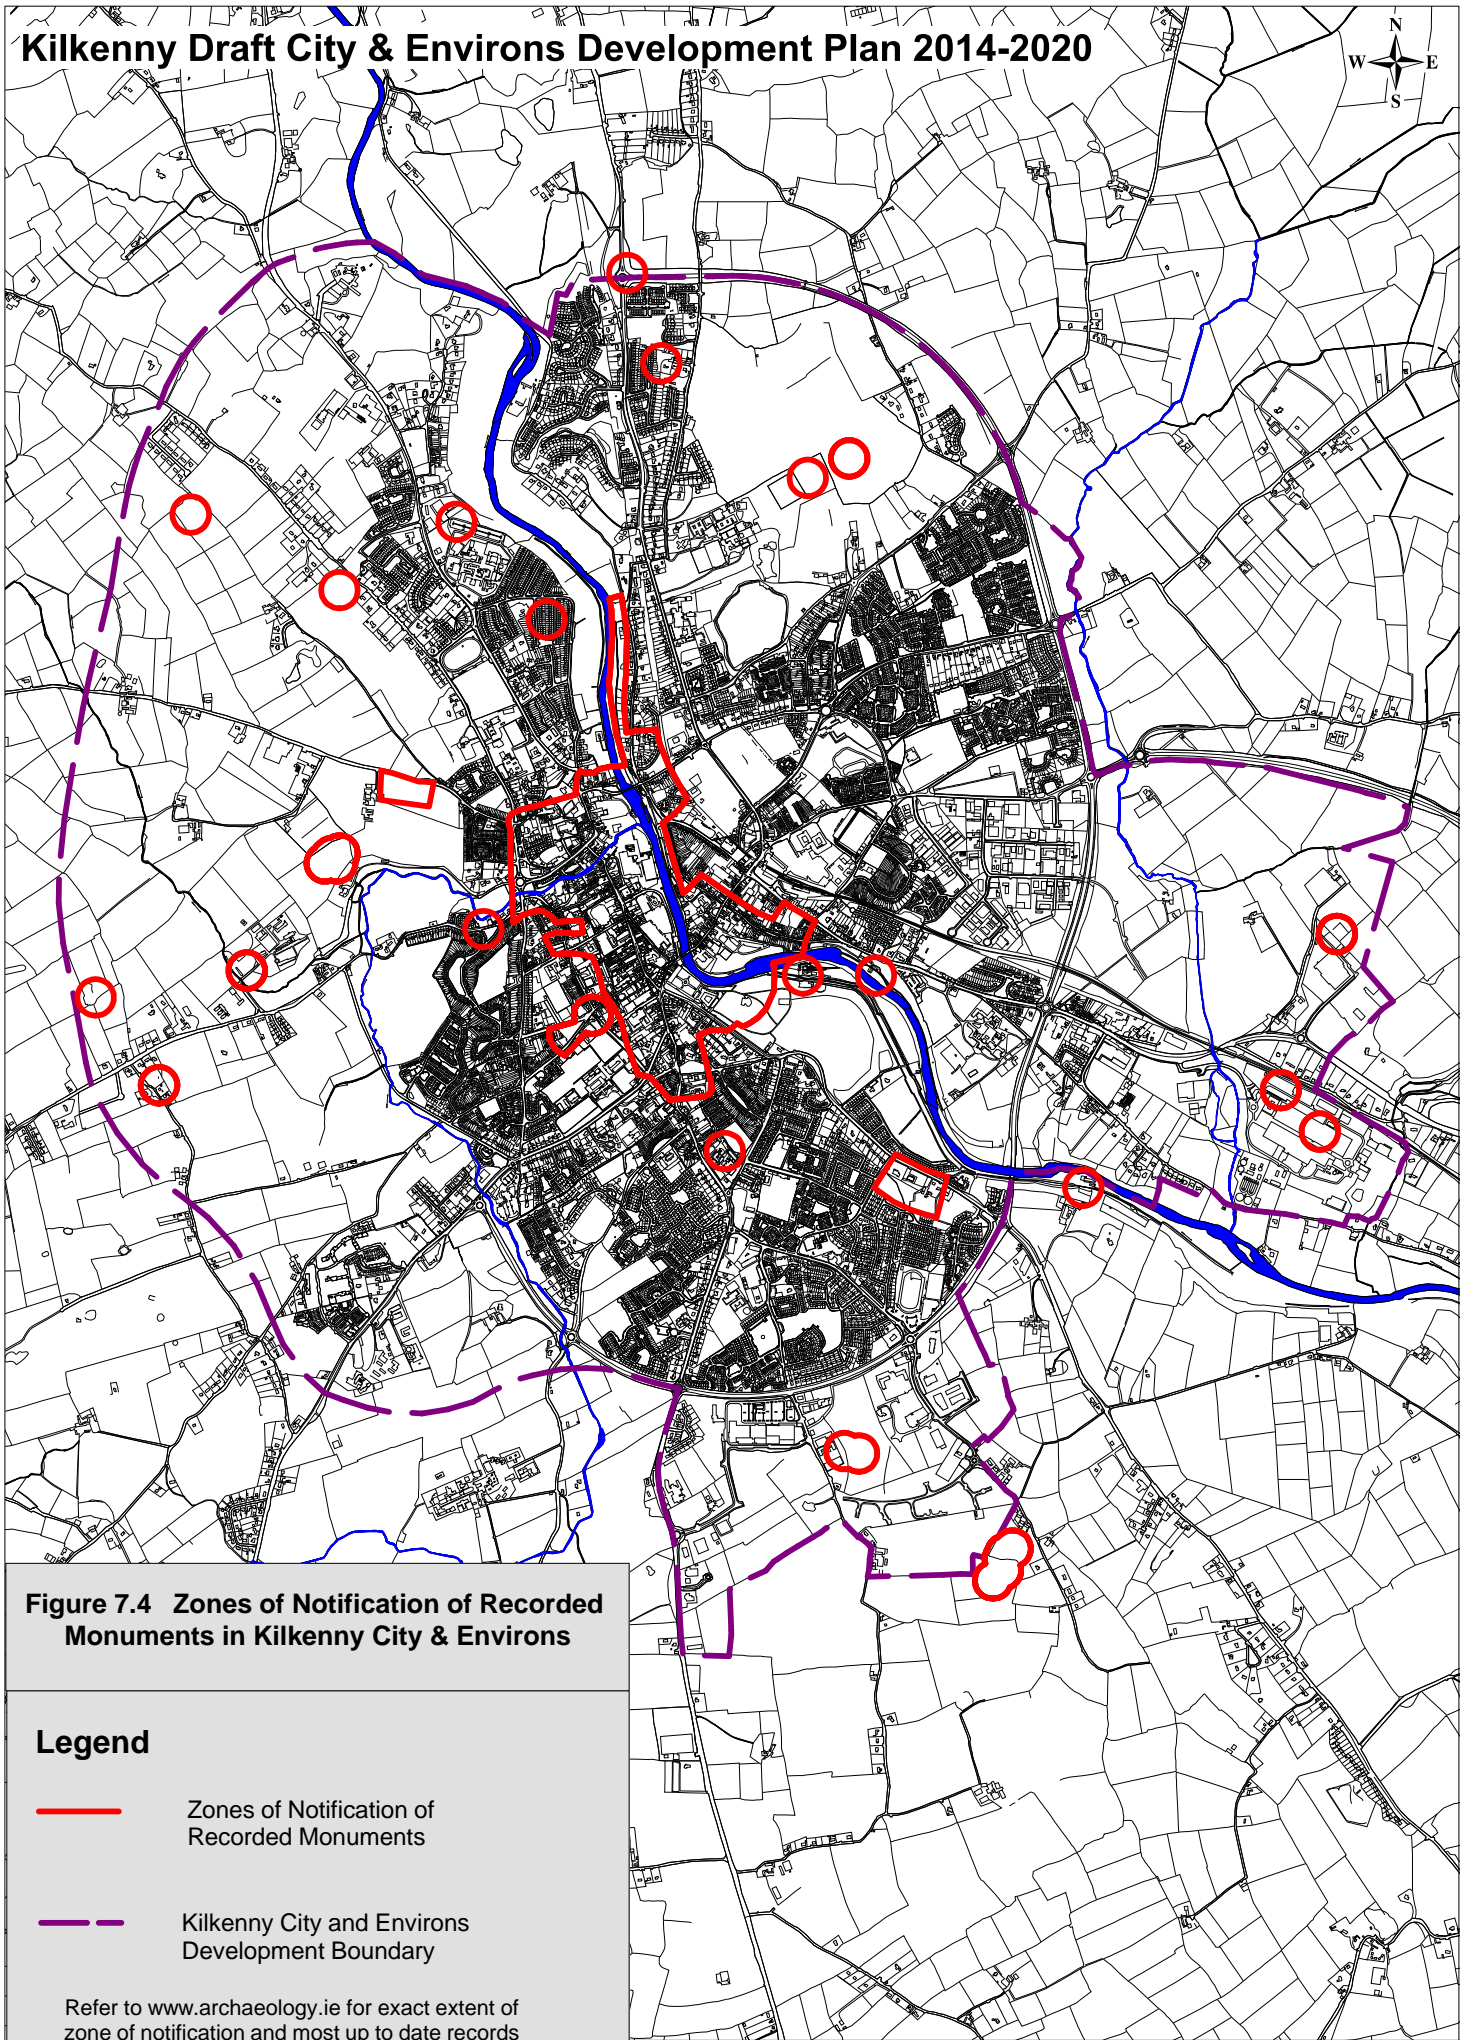 Kilkenny Draft City & Environs Development Plan 2014-2020
N
W E
S
Figure 7.4 Zones of Notification of Recorded
Monuments in Kilkenny City & Environs
Legend
Zones of Notification of
Recorded Monuments
Kilkenny City and Environs
Development Boundary
Refer to www.archaeology.ie for exact extent of
zone of notification and most up to date records